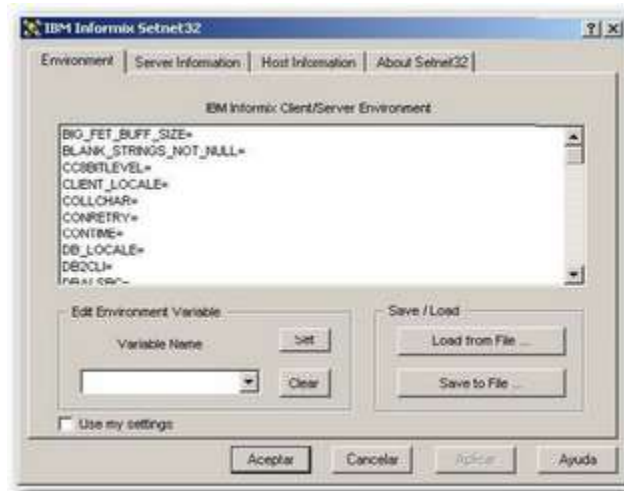 IBM Informix Setnet32
Environment Server Information Host Information About Setnet32
IBM Informix Client/Server Environment
BIG_FET_BUFF_SIZE=
BLANK_STRINGS_NOT_NULL=
CC8BITLEVEL=
CLIENT_LOCALE=
COLLCHAR=
CONRETRY=
CONTIME=
DB_LOCALE=
DB2CLI=
DBALSBC=
Edit Environment Variable
Save / Load
Variable Name
Set
Load from File ...
Clear
Save to File ...
Use my settings
Aceptar Cancelar Aplicar Ayuda